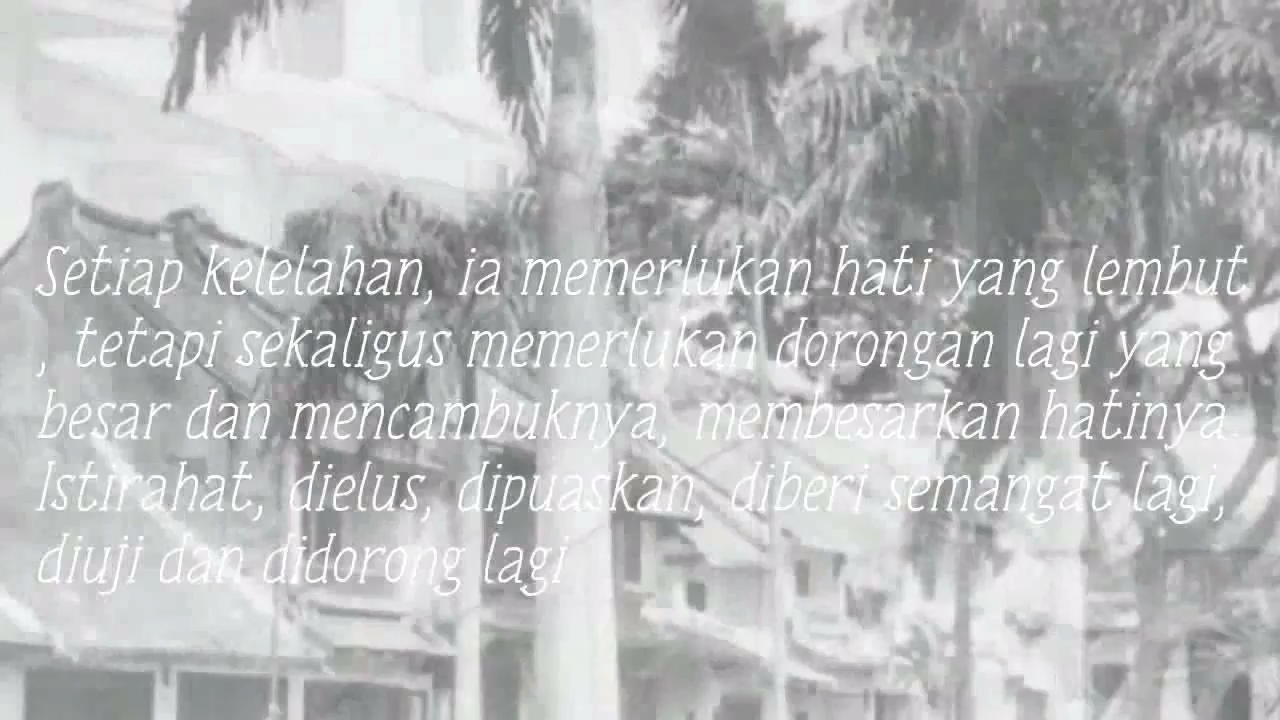 Setiap kelelahan, ia memerlukan hati yang lembut
, tetapi sekaligus memerlukan dorongan lagi yang
besar dan mencambuknya, membesarkan hatinya.
Istirahat, dielus, dipuaskan, diberi semangat lagi,
diuji dan didorong lagi